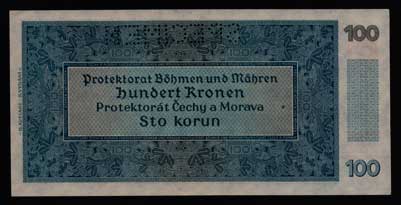 100
Protektorat Böhmen und Mähren
Hundert Kronen
Protektorát Čechy a Morava
Sto korun
100